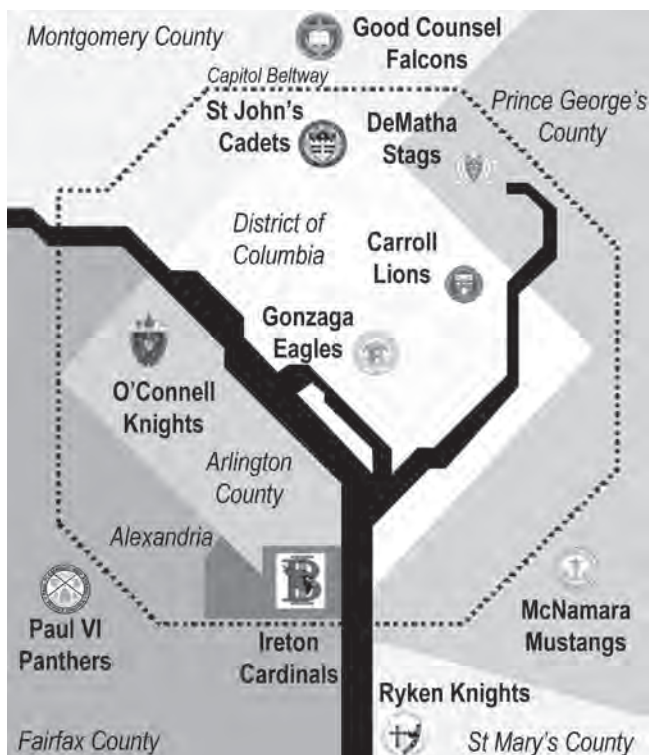 Montgomery County
Good Counsel
Falcons
Capitol Beltway
St John's
Cadets
DeMatha
Stags
Prince George's
County
District of
Columbia
Carroll
Lions
Gonzaga
Eagles
O'Connell
Knights
Arlington
County
Alexandria
Paul VI
Panthers
Ireton
Cardinals
McNamara
Mustangs
Ryken Knights
Fairfax County
St Mary's County